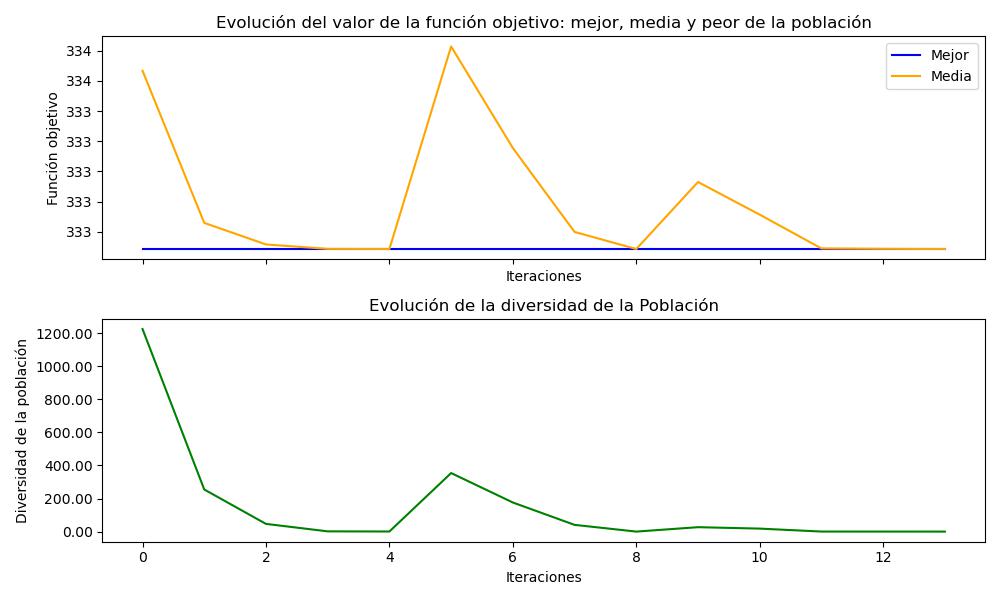 Evolución del valor de la función objetivo: mejor, media y peor de la población
334
334
333
333
333
333
333
Función objetivo
Mejor
Media
Iteraciones
Evolución de la diversidad de la Población
1200.00
1000.00
800.00
600.00
400.00
200.00
0.00
Diversidad de la población
0 2 4 6 8 10 12
Iteraciones